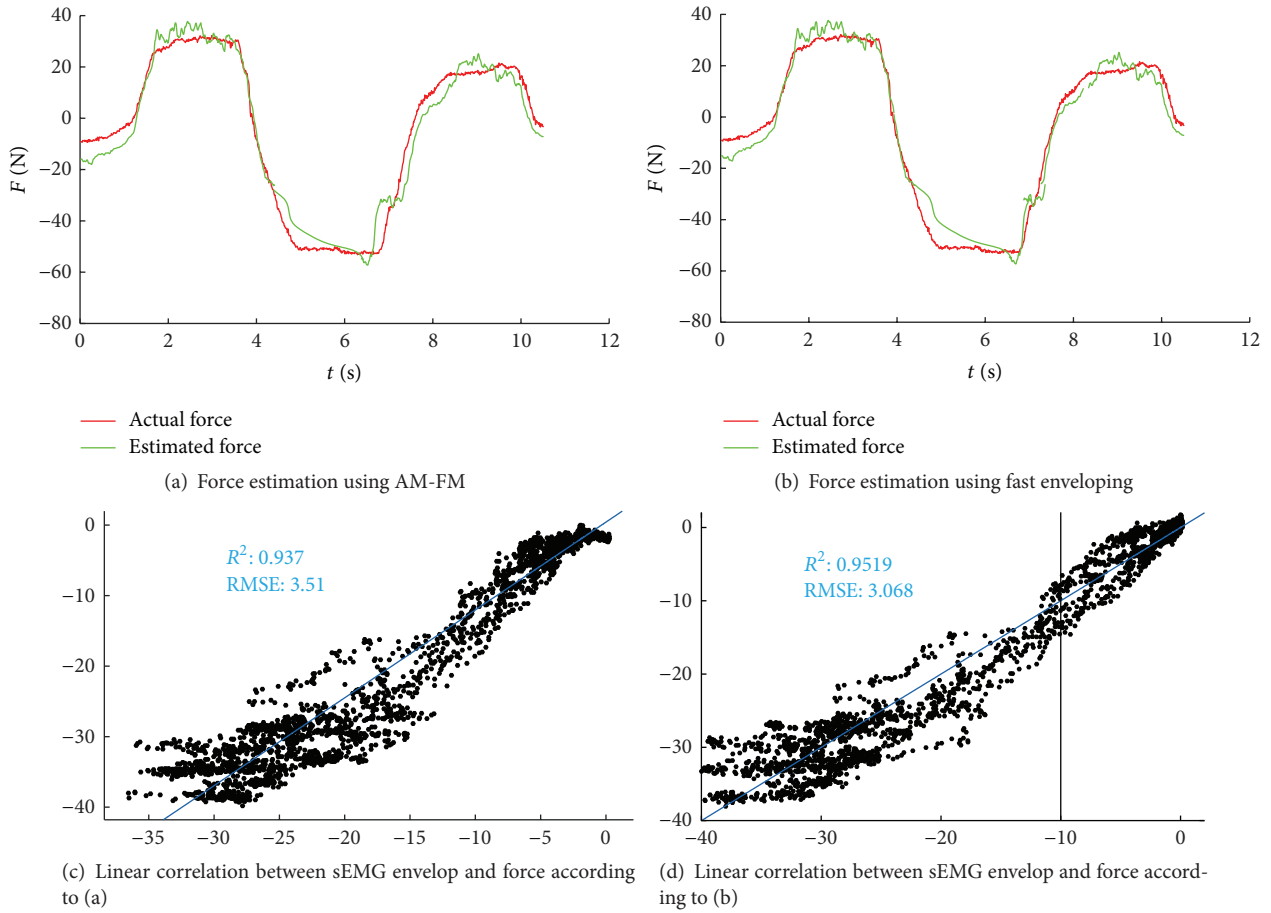 40
20
0
−20
−40
−60
−80
F (N)
0 2 4 6 8 10 12
t (s)
Actual force
Estimated force
(a) Force estimation using AM-FM
40
20
0
−20
−40
−60
−80
F (N)
0 2 4 6 8 10 12
t (s)
Actual force
Estimated force
(b) Force estimation using fast enveloping
0
−10
−20
−30
−40
R²: 0.937
RMSE: 3.51
−35 −30 −25 −20 −15 −10 −5 0
(c) Linear correlation between sEMG envelop and force according
to (a)
0
−10
−20
−30
−40
R²: 0.9519
RMSE: 3.068
−40 −30 −20 −10 0
(d) Linear correlation between sEMG envelop and force accord-
ing to (b)